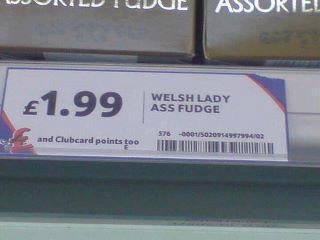 ASSORTED FUDGE
ASSORTED
£1.99
WELSH LADY
ASS FUDGE
and Clubcard points too
E
576 -0001/5020914997994/02